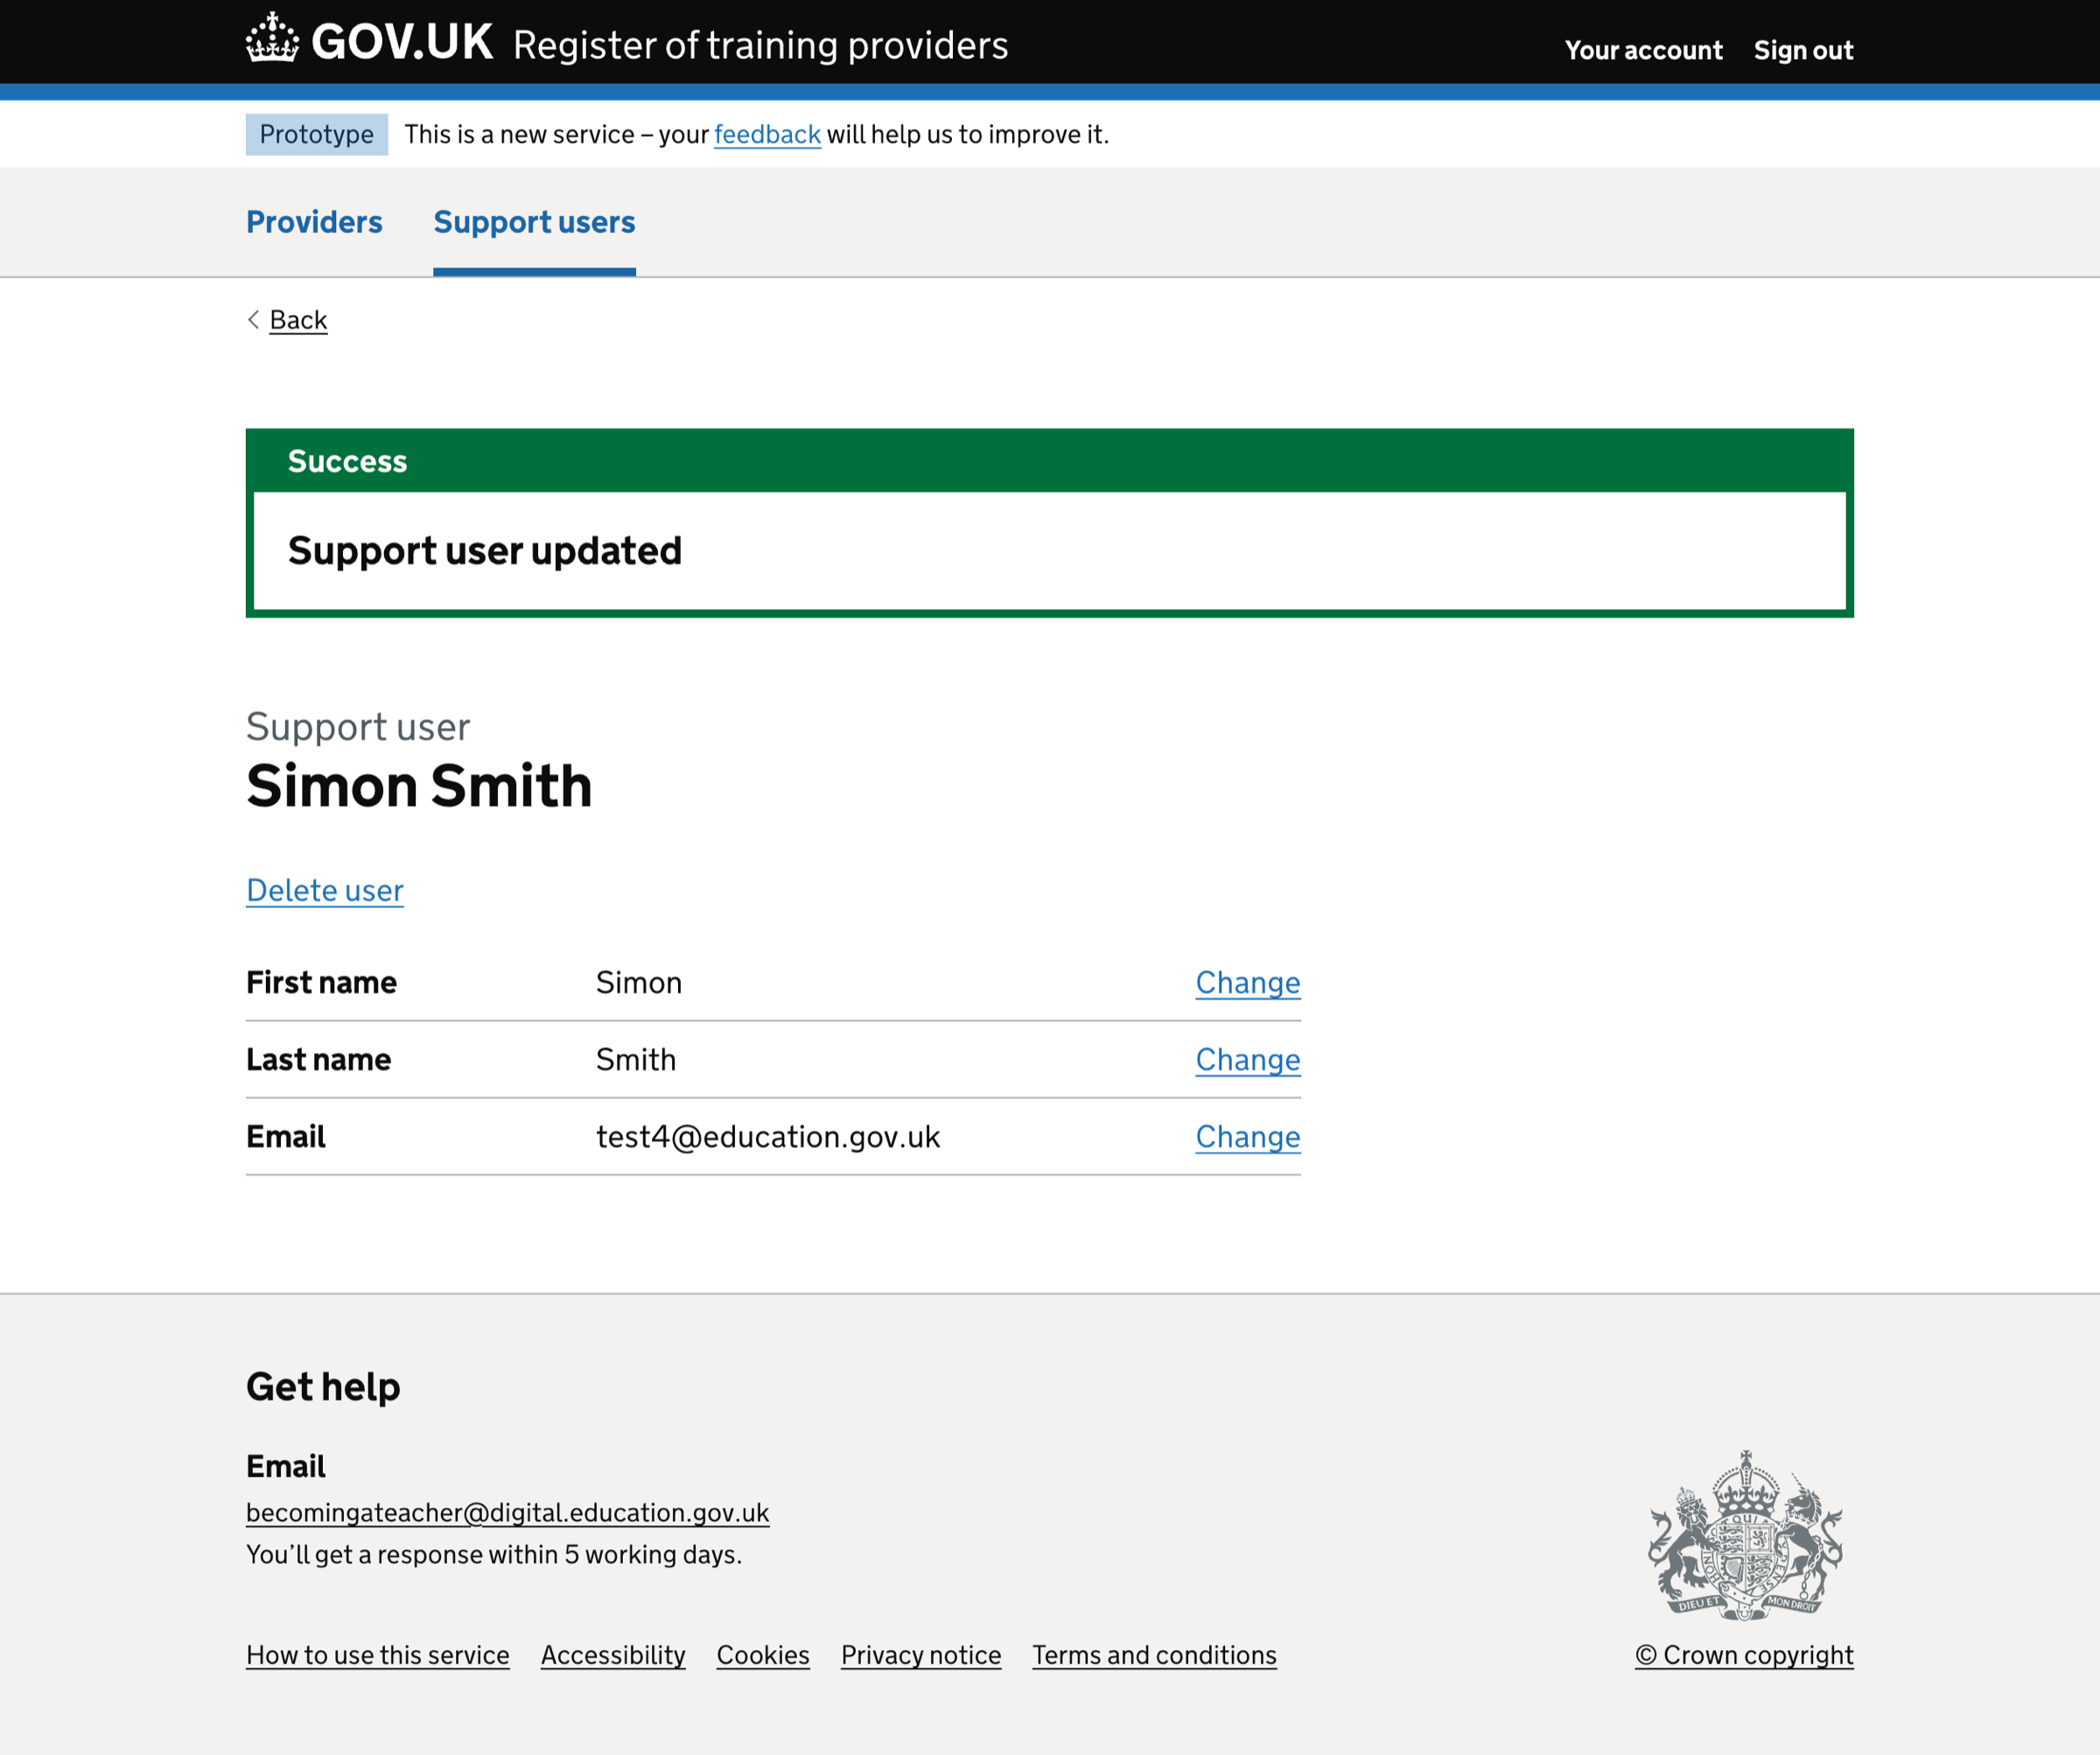 GOV.UK Register of training providers
Your account Sign out
Prototype This is a new service – your feedback will help us to improve it.
Providers Support users
Back
Success
Support user updated
Support user
Simon Smith
Delete user
First name Simon Change
Last name Smith Change
Email test4@education.gov.uk Change
Get help
Email
becomingateacher@digital.education.gov.uk
You’ll get a response within 5 working days.
DIEU ET MON DROIT
How to use this service Accessibility Cookies Privacy notice Terms and conditions
© Crown copyright